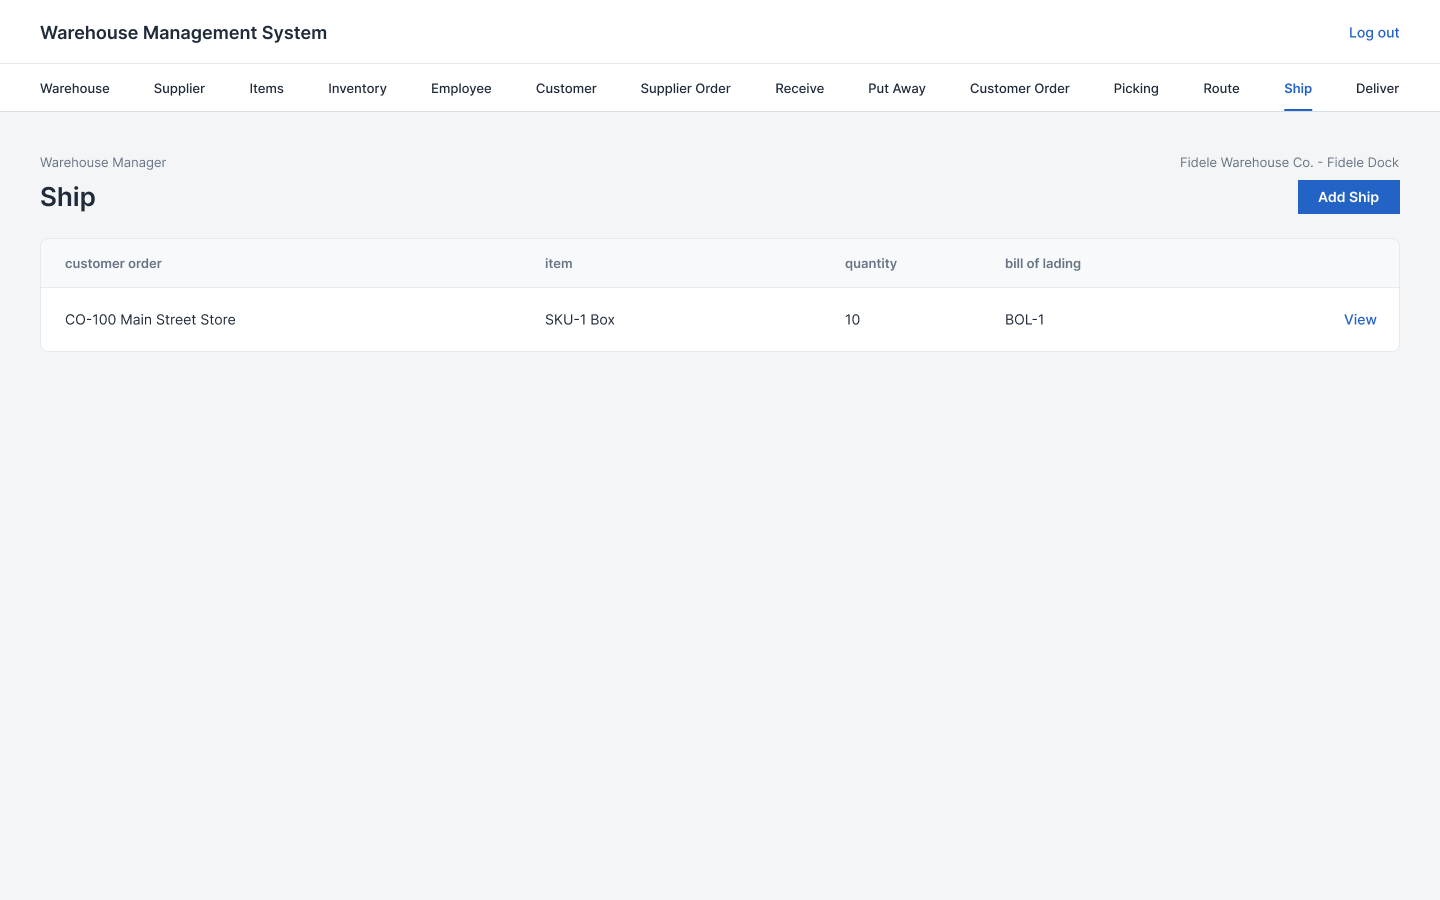 Warehouse Management System
Log out
Warehouse Supplier Items Inventory Employee Customer Supplier Order Receive Put Away Customer Order Picking Route Ship Deliver
Warehouse Manager
Fidele Warehouse Co. - Fidele Dock
Ship
Add Ship
customer order item quantity bill of lading
CO-100 Main Street Store SKU-1 Box 10 BOL-1 View